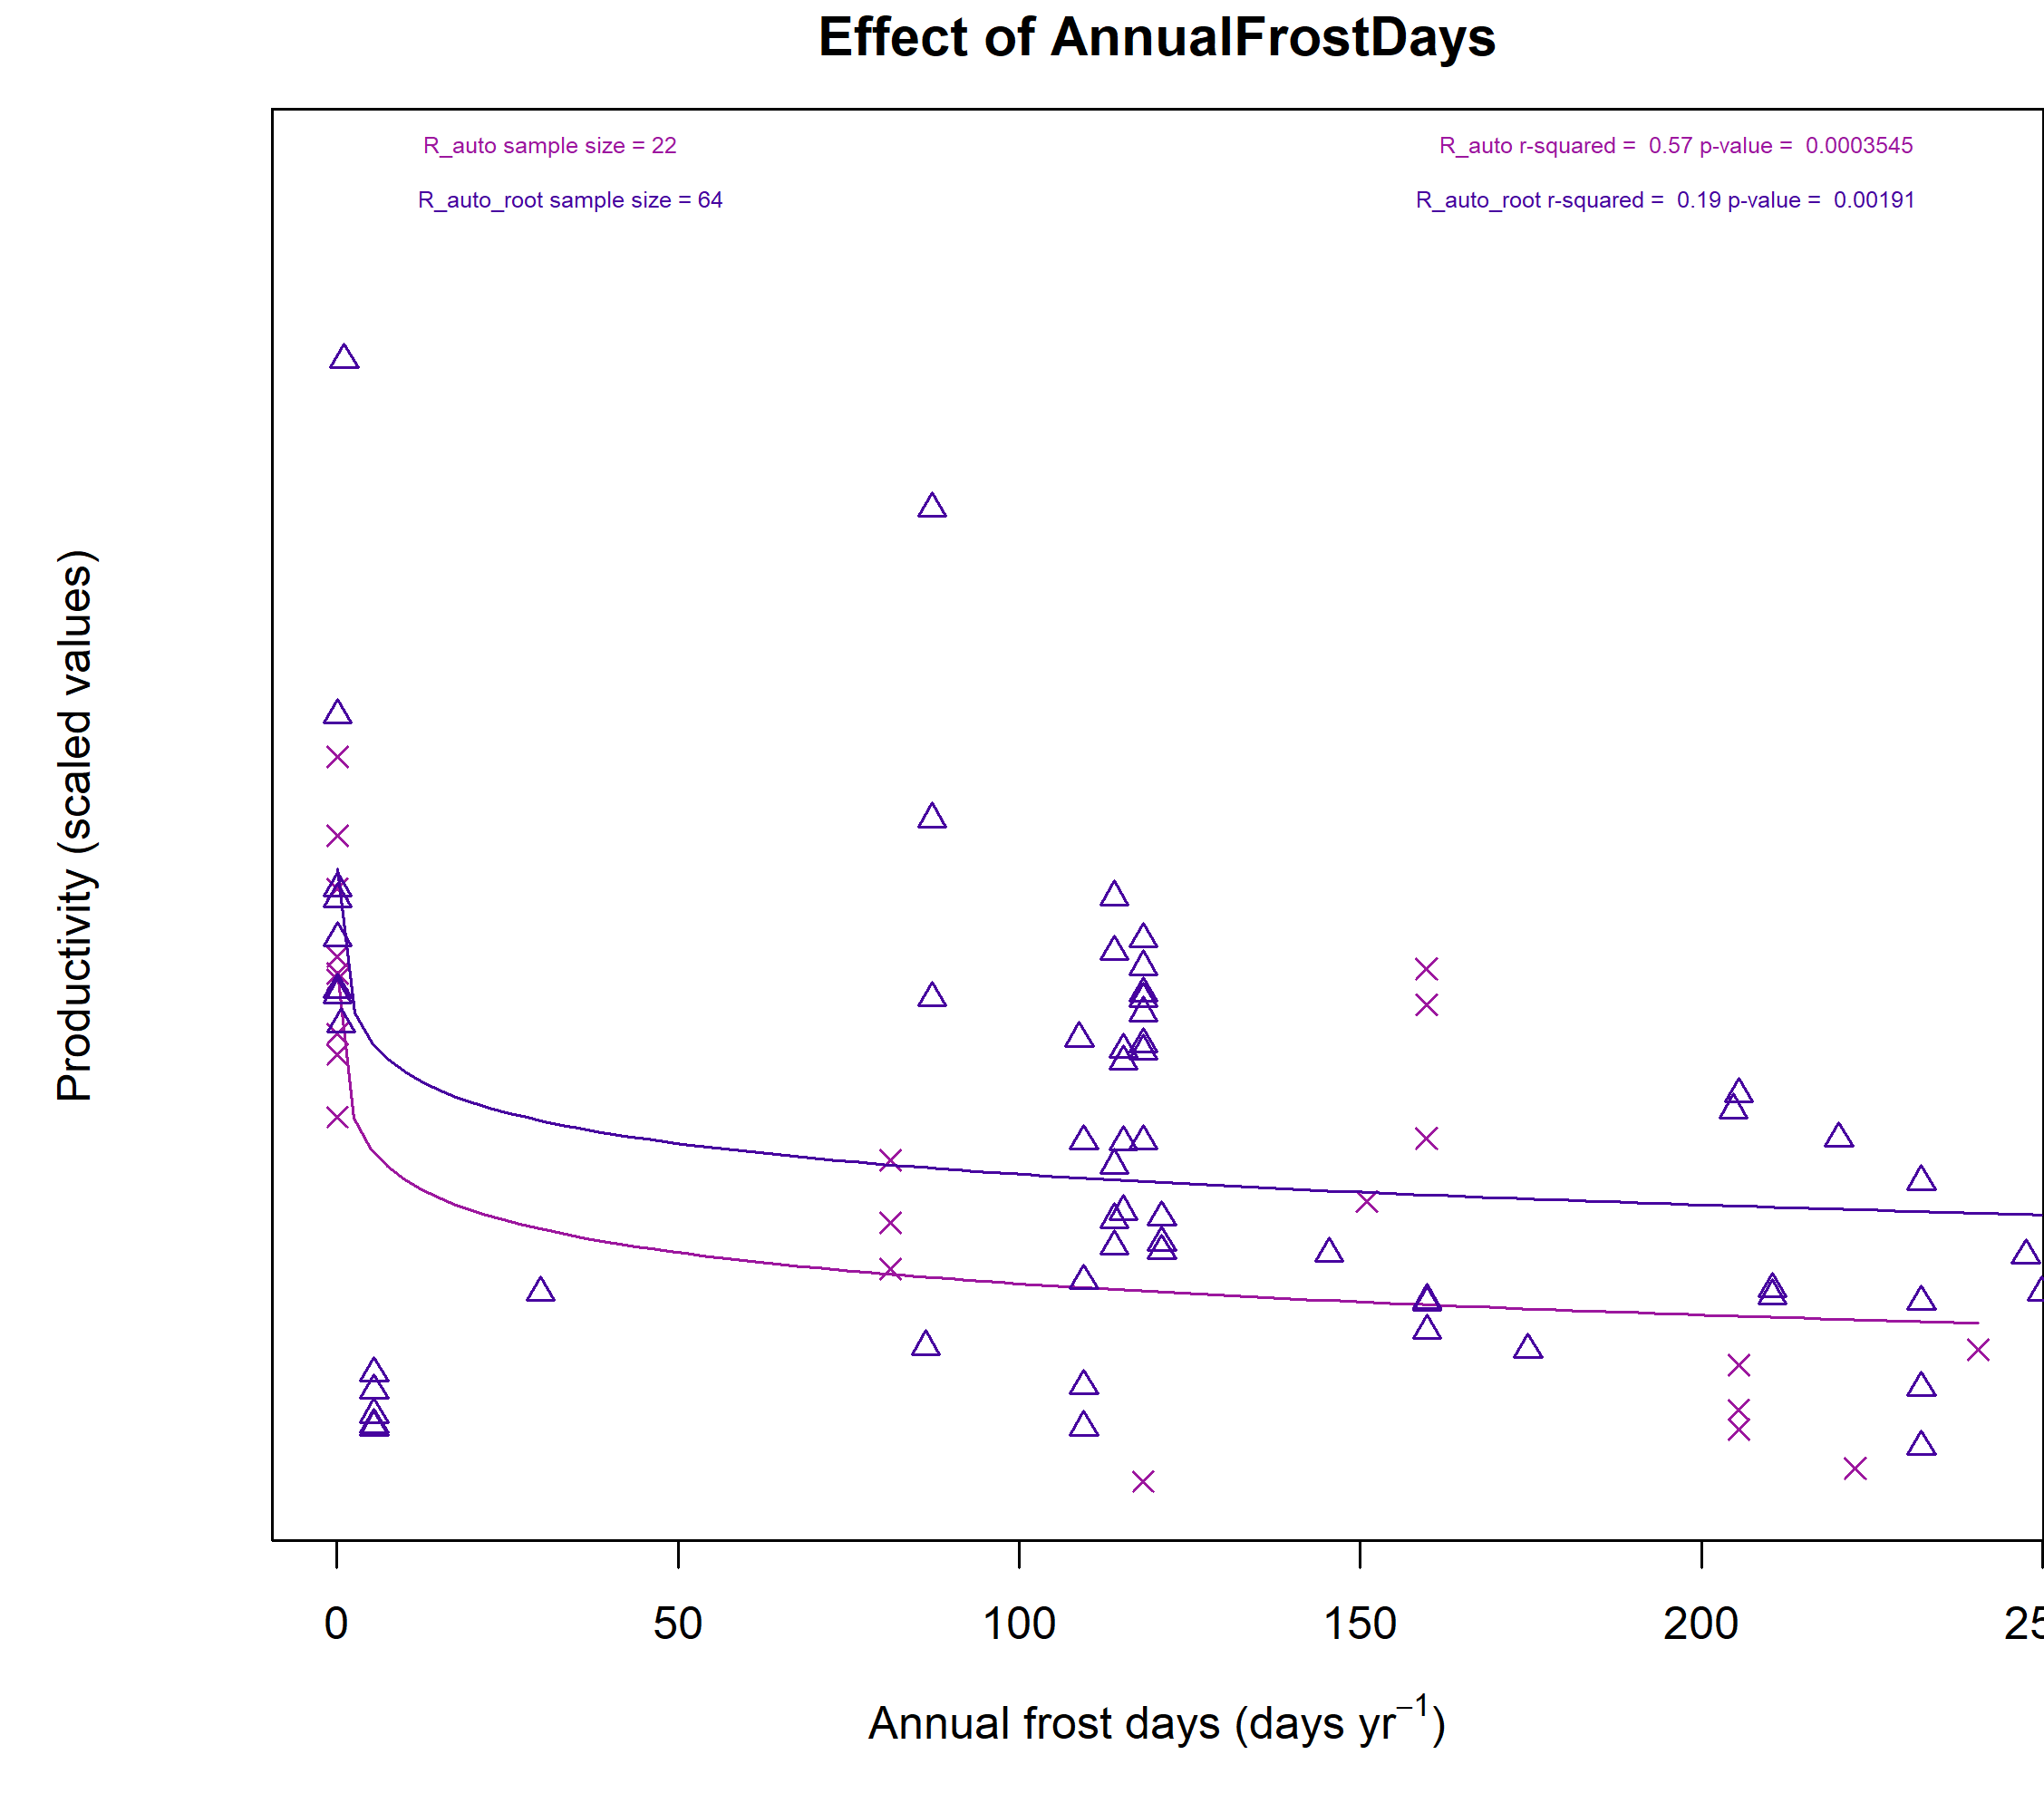 Effect of AnnualFrostDays
R_auto sample size = 22
R_auto r-squared =  0.57 p-value =  0.0003545
R_auto_root sample size = 64
R_auto_root r-squared =  0.19 p-value =  0.00191
Productivity (scaled values)
0 50 100 150 200 25
Annual frost days (days yr⁻¹)